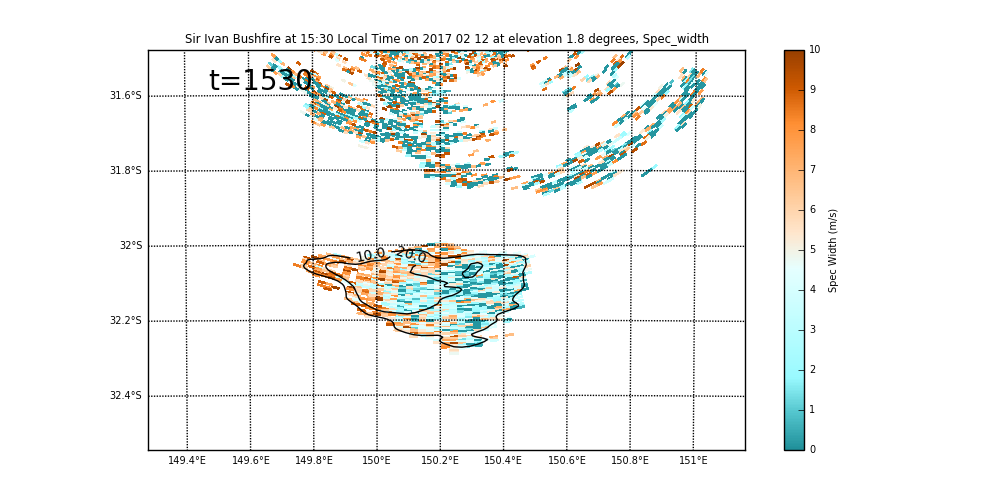 Sir Ivan Bushfire at 15:30 Local Time on 2017 02 12 at elevation 1.8 degrees, Spec_width
t=1530
31.6°S
31.8°S
32°S
32.2°S
32.4°S
10.0 20.0
149.4°E 149.6°E 149.8°E 150°E 150.2°E 150.4°E 150.6°E 150.8°E 151°E
10
9
8
7
6
5
4
3
2
1
0
Spec Width (m/s)